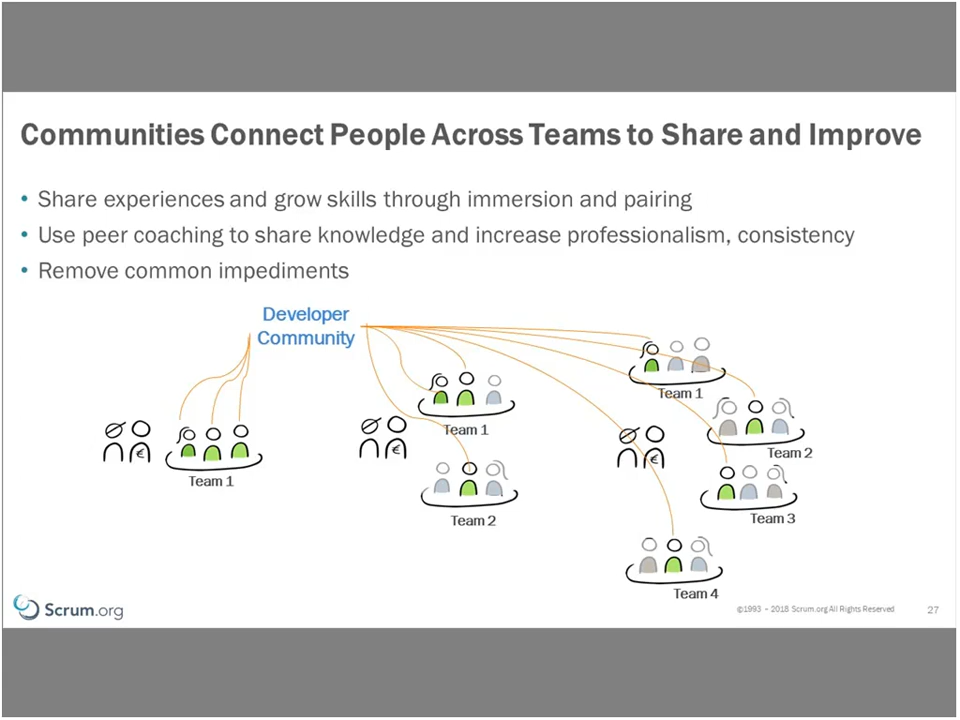 Communities Connect People Across Teams to Share and Improve
• Share experiences and grow skills through immersion and pairing
• Use peer coaching to share knowledge and increase professionalism, consistency
• Remove common impediments
Developer
Community
€
Team 1
€
Team 1
Team 2
€
Team 1
Team 2
Team 3
Team 4
Scrum.org
©1993 – 2018 Scrum.org All Rights Reserved
27